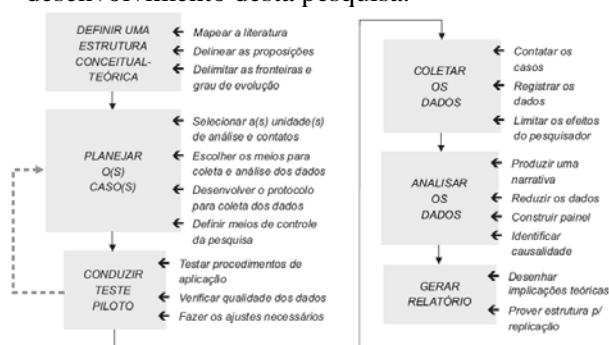 desenvolvimento desta pesquisa.
DEFINIR UMA
ESTRUTURA
CONCEITUAL-
TEÓRICA
Mapear a literatura
Delinear as proposições
Delimitar as fronteiras e
grau de evolução
PLANEJAR
O(S)
CASO(S)
Selecionar a(s) unidade(s)
de análise e contatos
Escolher os meios para
coleta e análise dos dados
Desenvolver o protocolo
para coleta dos dados
Definir meios de controle
da pesquisa
CONDUZIR
TESTE
PILOTO
Testar procedimentos de
aplicação
Verificar qualidade dos dados
Fazer os ajustes necessários
COLETAR
OS
DADOS
Contatar os
casos
Registrar os
dados
Limitar os efeitos
do pesquisador
ANALISAR
OS
DADOS
Produzir uma
narrativa
Reduzir os dados
Construir painel
Identificar
causalidade
GERAR
RELATÓRIO
Desenhar
implicações teóricas
Prover estrutura p/
replicação